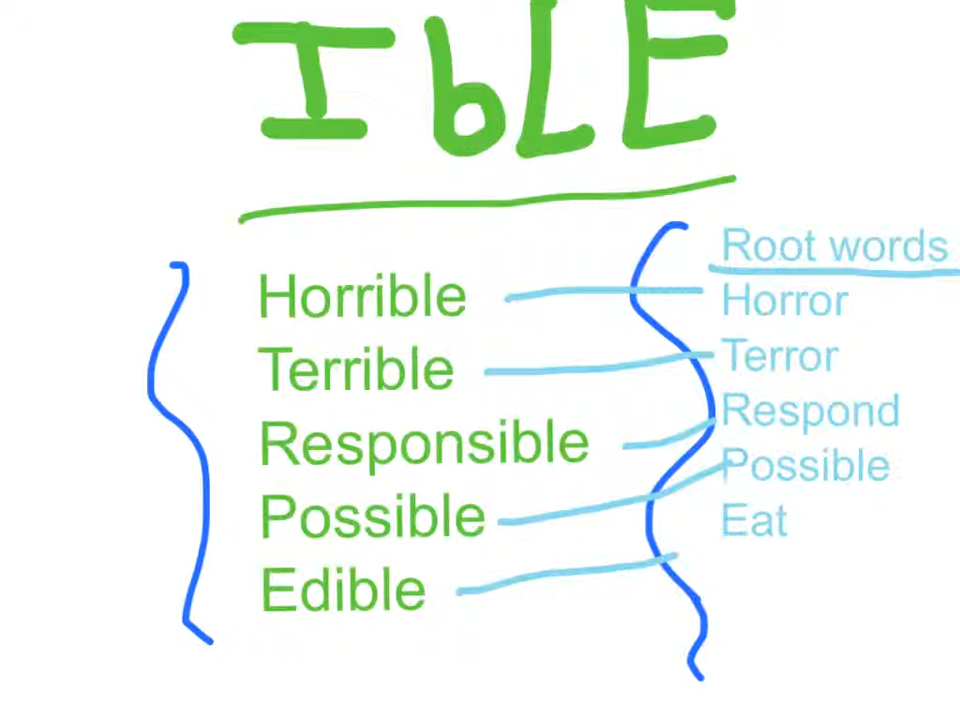 IbLE
Horrible
Terrible
Responsible
Possible
Edible
Root words
Horror
Terror
Respond
Possible
Eat